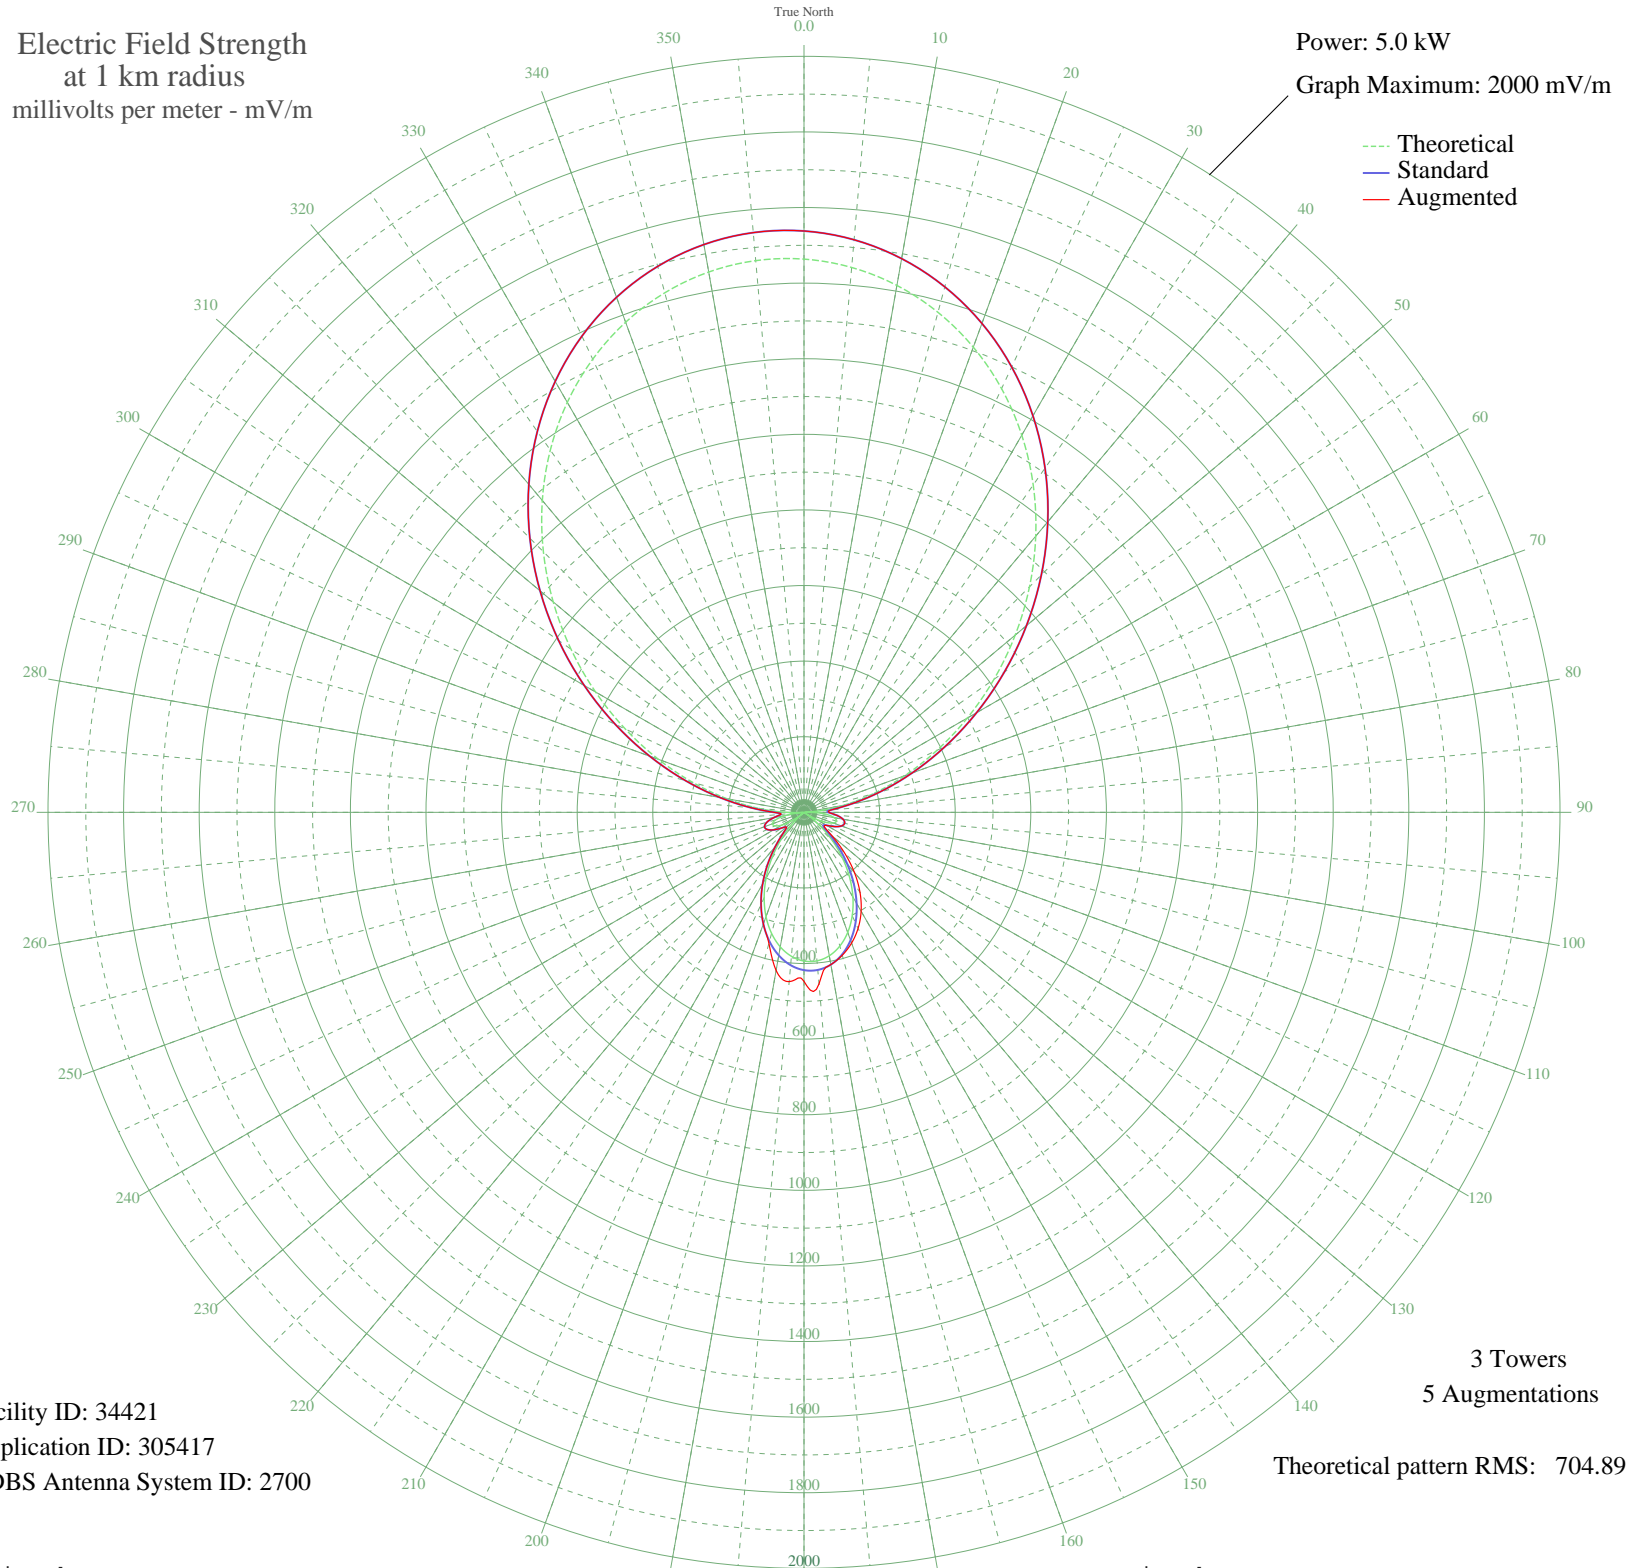 True North
Electric Field Strength
at 1 km radius
millivolts per meter - mV/m
Power: 5.0 kW
Graph Maximum: 2000 mV/m
Theoretical
Standard
Augmented
0.0
10
20
30
40
50
60
70
80
90
100
110
120
130
140
150
160
200
210
220
230
240
250
260
270
280
290
300
310
320
330
340
350
400
600
800
1000
1200
1400
1600
1800
2000
3 Towers
5 Augmentations
Theoretical pattern RMS: 704.89
cility ID: 34421
plication ID: 305417
DBS Antenna System ID: 2700